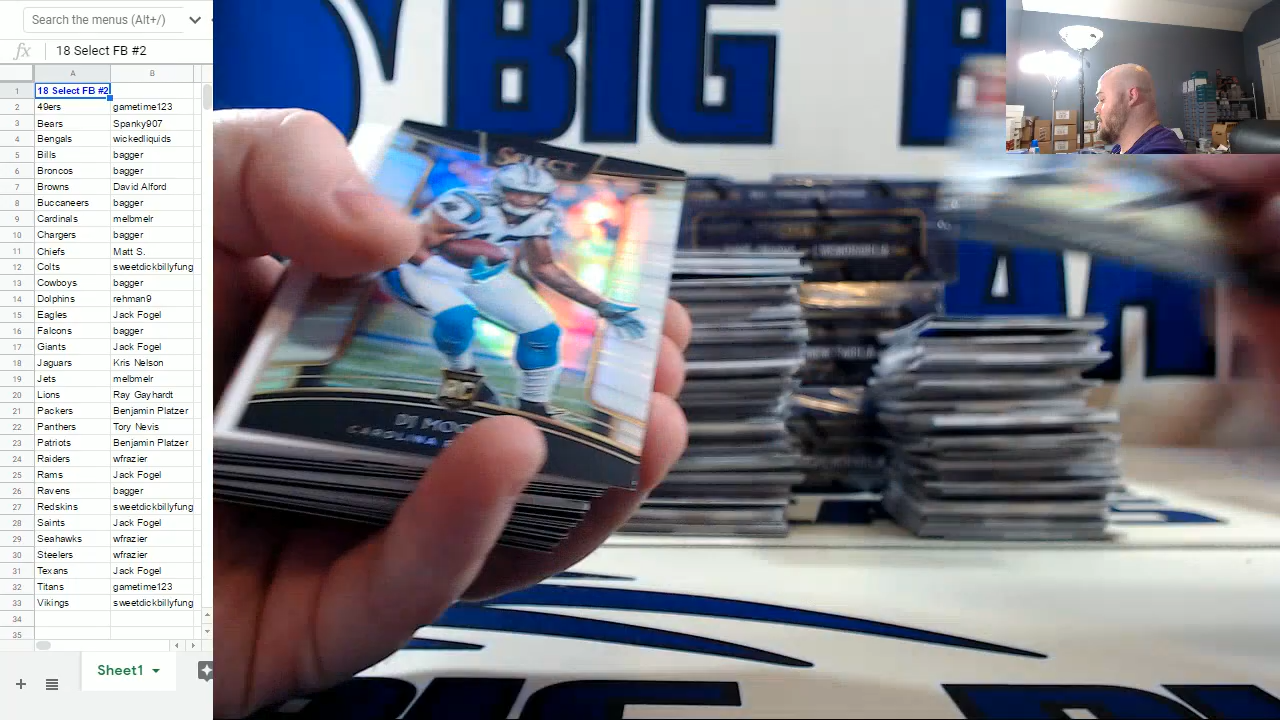 Search the menus (Alt+/)
fx 18 Select FB #2
A B
1 18 Select FB #2
2 49ers gametime123
3 Bears Spanky907
4 Bengals wickedliquids
5 Bills bagger
6 Broncos bagger
7 Browns David Alford
8 Buccaneers bagger
9 Cardinals melbmelr
10 Chargers bagger
11 Chiefs Matt S.
12 Colts sweetdickbillyfung
13 Cowboys bagger
14 Dolphins rehman9
15 Eagles Jack Fogel
16 Falcons bagger
17 Giants Jack Fogel
18 Jaguars Kris Nelson
19 Jets melbmelr
20 Lions Ray Gayhardt
21 Packers Benjamin Platzer
22 Panthers Tory Nevis
23 Patriots Benjamin Platzer
24 Raiders wfrazier
25 Rams Jack Fogel
26 Ravens bagger
27 Redskins sweetdickbillyfung
28 Saints Jack Fogel
29 Seahawks wfrazier
30 Steelers wfrazier
31 Texans Jack Fogel
32 Titans gametime123
33 Vikings sweetdickbillyfung
34
35
Sheet1
BIG
SELECT
RC
DJ
CAROLINA
BIG